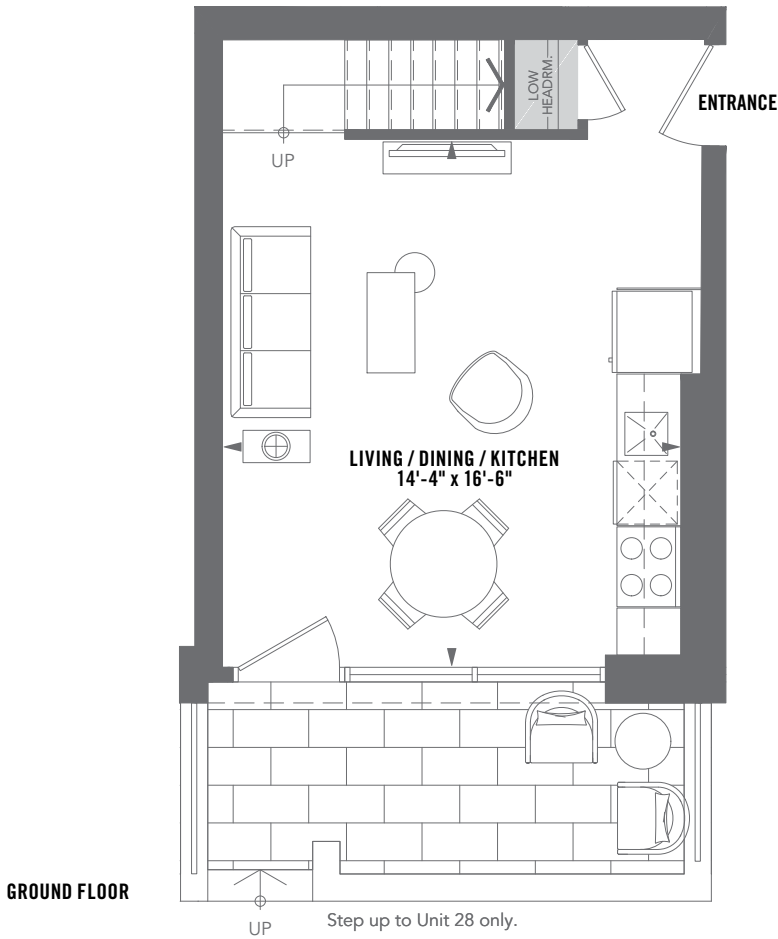 LOW
HEADRM.
ENTRANCE
UP
LIVING / DINING / KITCHEN
14'-4" x 16'-6"
GROUND FLOOR
UP
Step up to Unit 28 only.